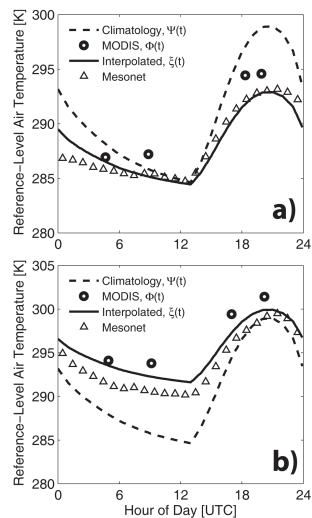 300
295
290
285
280
Reference−Level Air Temperature [K]
Climatology, Ψ(t)
MODIS, Φ(t)
Interpolated, ξ(t)
Mesonet
a)
0 6 12 18 24
305
300
295
290
285
280
Reference−Level Air Temperature [K]
Climatology, Ψ(t)
MODIS, Φ(t)
Interpolated, ξ(t)
Mesonet
b)
0 6 12 18 24
Hour of Day [UTC]